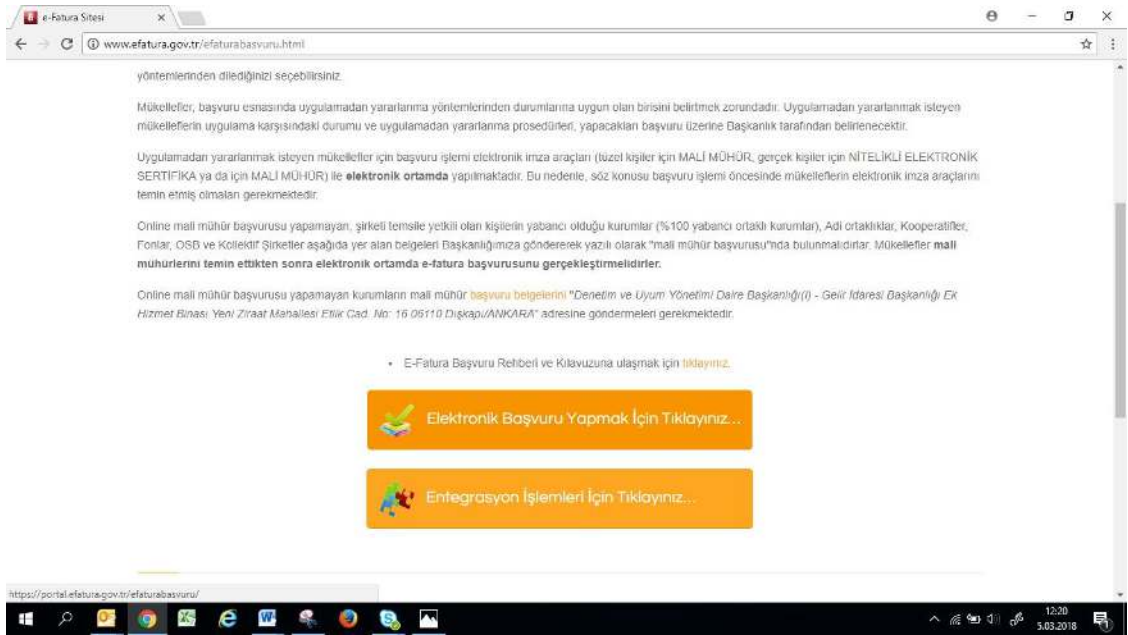 e-Fatura Sitesi
www.efatura.gov.tr/efaturabasvuru.html
yöntemlerinden dilediğinizi seçebilirsiniz.
Mükellefler, başvuru esnasında uygulamadan yararlanma yöntemlerinden durumlarına uygun olan birisini belirtmek zorundadır. Uygulamadan yararlanmak isteyen
mükelleflerin uygulama karşısındaki durumu ve uygulamadan yararlanma prosedürleri, yapacakları başvuru üzerine Başkanlık tarafından belirlenecektir.
Uygulamadan yararlanmak isteyen mükellefler için başvuru işlemi elektronik imza araçları (tüzel kişiler için MALİ MÜHÜR, gerçek kişiler için NİTELİKLİ ELEKTRONİK
SERTİFİKA ya da için MALİ MÜHÜR) ile elektronik ortamda yapılmaktadır. Bu nedenle, söz konusu başvuru işlemi öncesinde mükelleflerin elektronik imza araçlarını
temin etmiş olmaları gerekmektedir.
Online mali mühür başvurusu yapamayan, şirketi temsile yetkili olan kişilerin yabancı olduğu kurumlar (%100 yabancı ortaklı kurumlar), Adi ortaklıklar, Kooperatifler,
Fonlar, OSB ve Kollektif Şirketler aşağıda yer alan belgeleri Başkanlığımıza göndererek yazılı olarak "mali mühür başvurusu"nda bulunmalıdırlar. Mükellefler mali
mühürlerini temin ettikten sonra elektronik ortamda e-fatura başvurusunu gerçekleştirmelidirler.
Online mali mühür başvurusu yapamayan kurumların mali mühür başvuru belgelerini "Denetim ve Uyum Yönetimi Daire Başkanlığı(I) - Gelir İdaresi Başkanlığı Ek
Hizmet Binası Yeni Ziraat Mahallesi Etlik Cad. No: 16 06110 Dışkapı/ANKARA" adresine göndermeleri gerekmektedir.
• E-Fatura Başvuru Rehberi ve Kılavuzuna ulaşmak için tıklayınız.
Elektronik Başvuru Yapmak İçin Tıklayınız...
Entegrasyon İşlemleri İçin Tıklayınız...
https://portal.efatura.gov.tr/efaturabasvuru/
12:20
5.03.2018